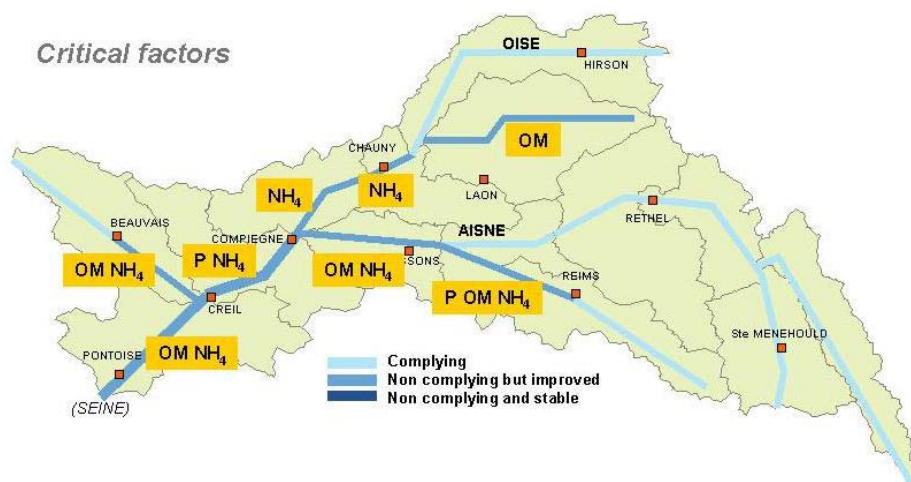 Critical factors
OISE
HIRSON
OM
CHAUNY
NH₄
NH₄
LAON
BEAUVAIS
COMPIEGNE
AISNE
RETHEL
OM NH₄
P NH₄
OM NH₄
SSONS
REIMS
P OM NH₄
CREIL
Ste MENEHOULD
PONTOISE
OM NH₄
(SEINE)
Complying
Non complying but improved
Non complying and stable